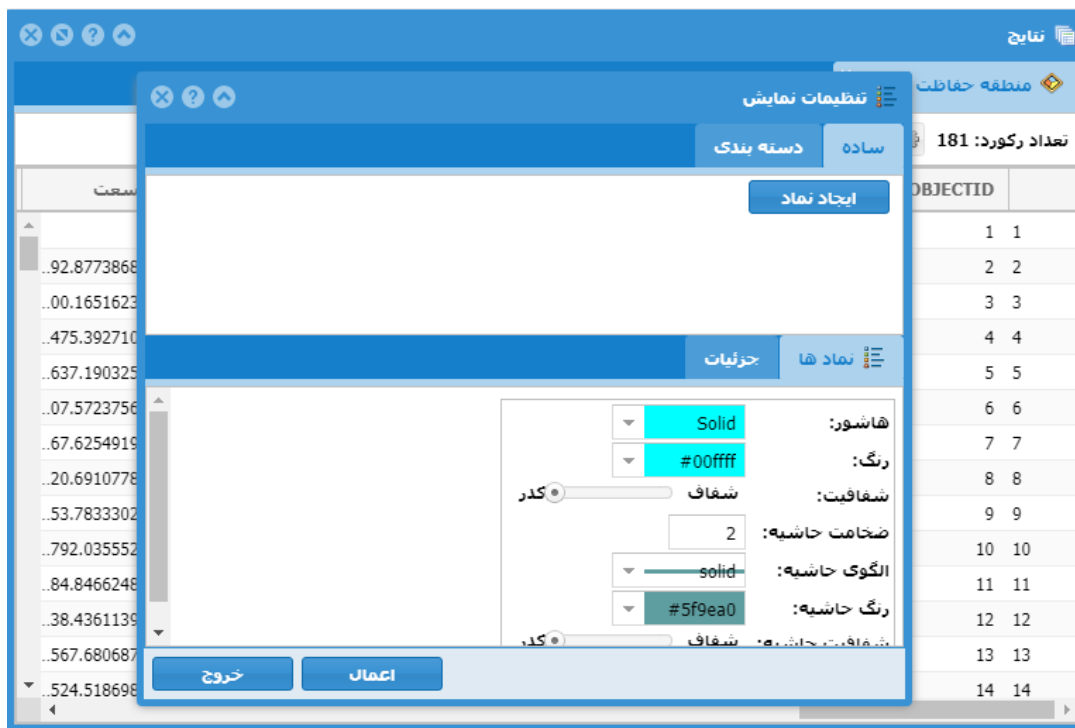 نتایج
منطقه حفاظت
تعداد رکورد: 181
OBJECTID
1 1
2 2
3 3
4 4
5 5
6 6
7 7
8 8
9 9
10 10
11 11
12 12
13 13
14 14
تنظیمات نمایش
ساده
دسته بندی
ایجاد نماد
نماد ها
جزئیات
هاشور: Solid
رنگ: #00ffff
شفافیت: شفاف کدر
ضخامت حاشیه: 2
الگوی حاشیه: solid
رنگ حاشیه: #5f9ea0
شفافیت حاشیه: شفاف کدر
اعمال
خروج
سعت
..92.8773868
..00.1651623
..475.392710
..637.190325
..07.5723756
..67.6254919
..20.6910778
..53.7833302
..792.035552
..84.8466248
..38.4361139
..567.680687
..524.518698